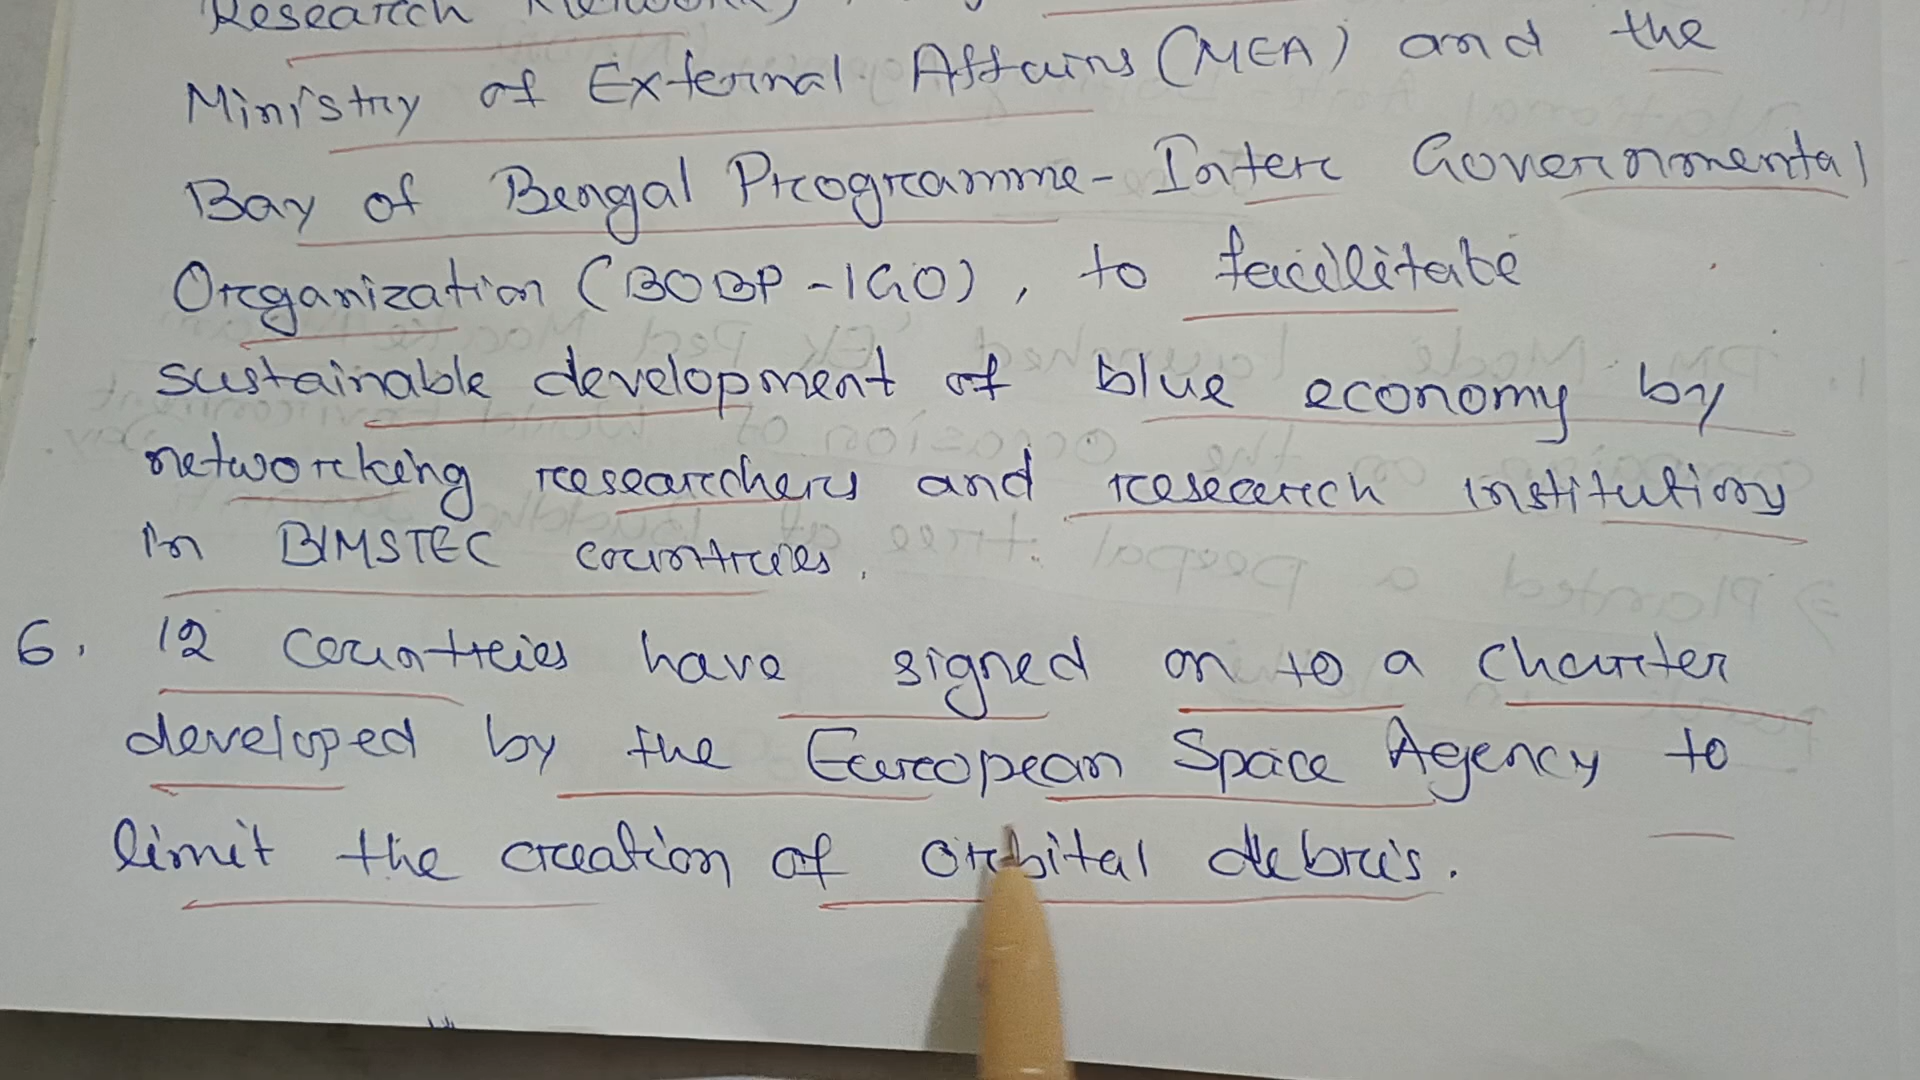 Research Network)
Ministry of External Affairs (MEA) and the
Bay of Bengal Programme- Inter Governmental
Organization (BOBP-IGO), to facilitate
sustainable development of blue economy by
networking researchers and research institutions
in BIMSTEC countries.
6. 12 countries have signed on to a charter
developed by the European Space Agency to
limit the creation of orbital debris.